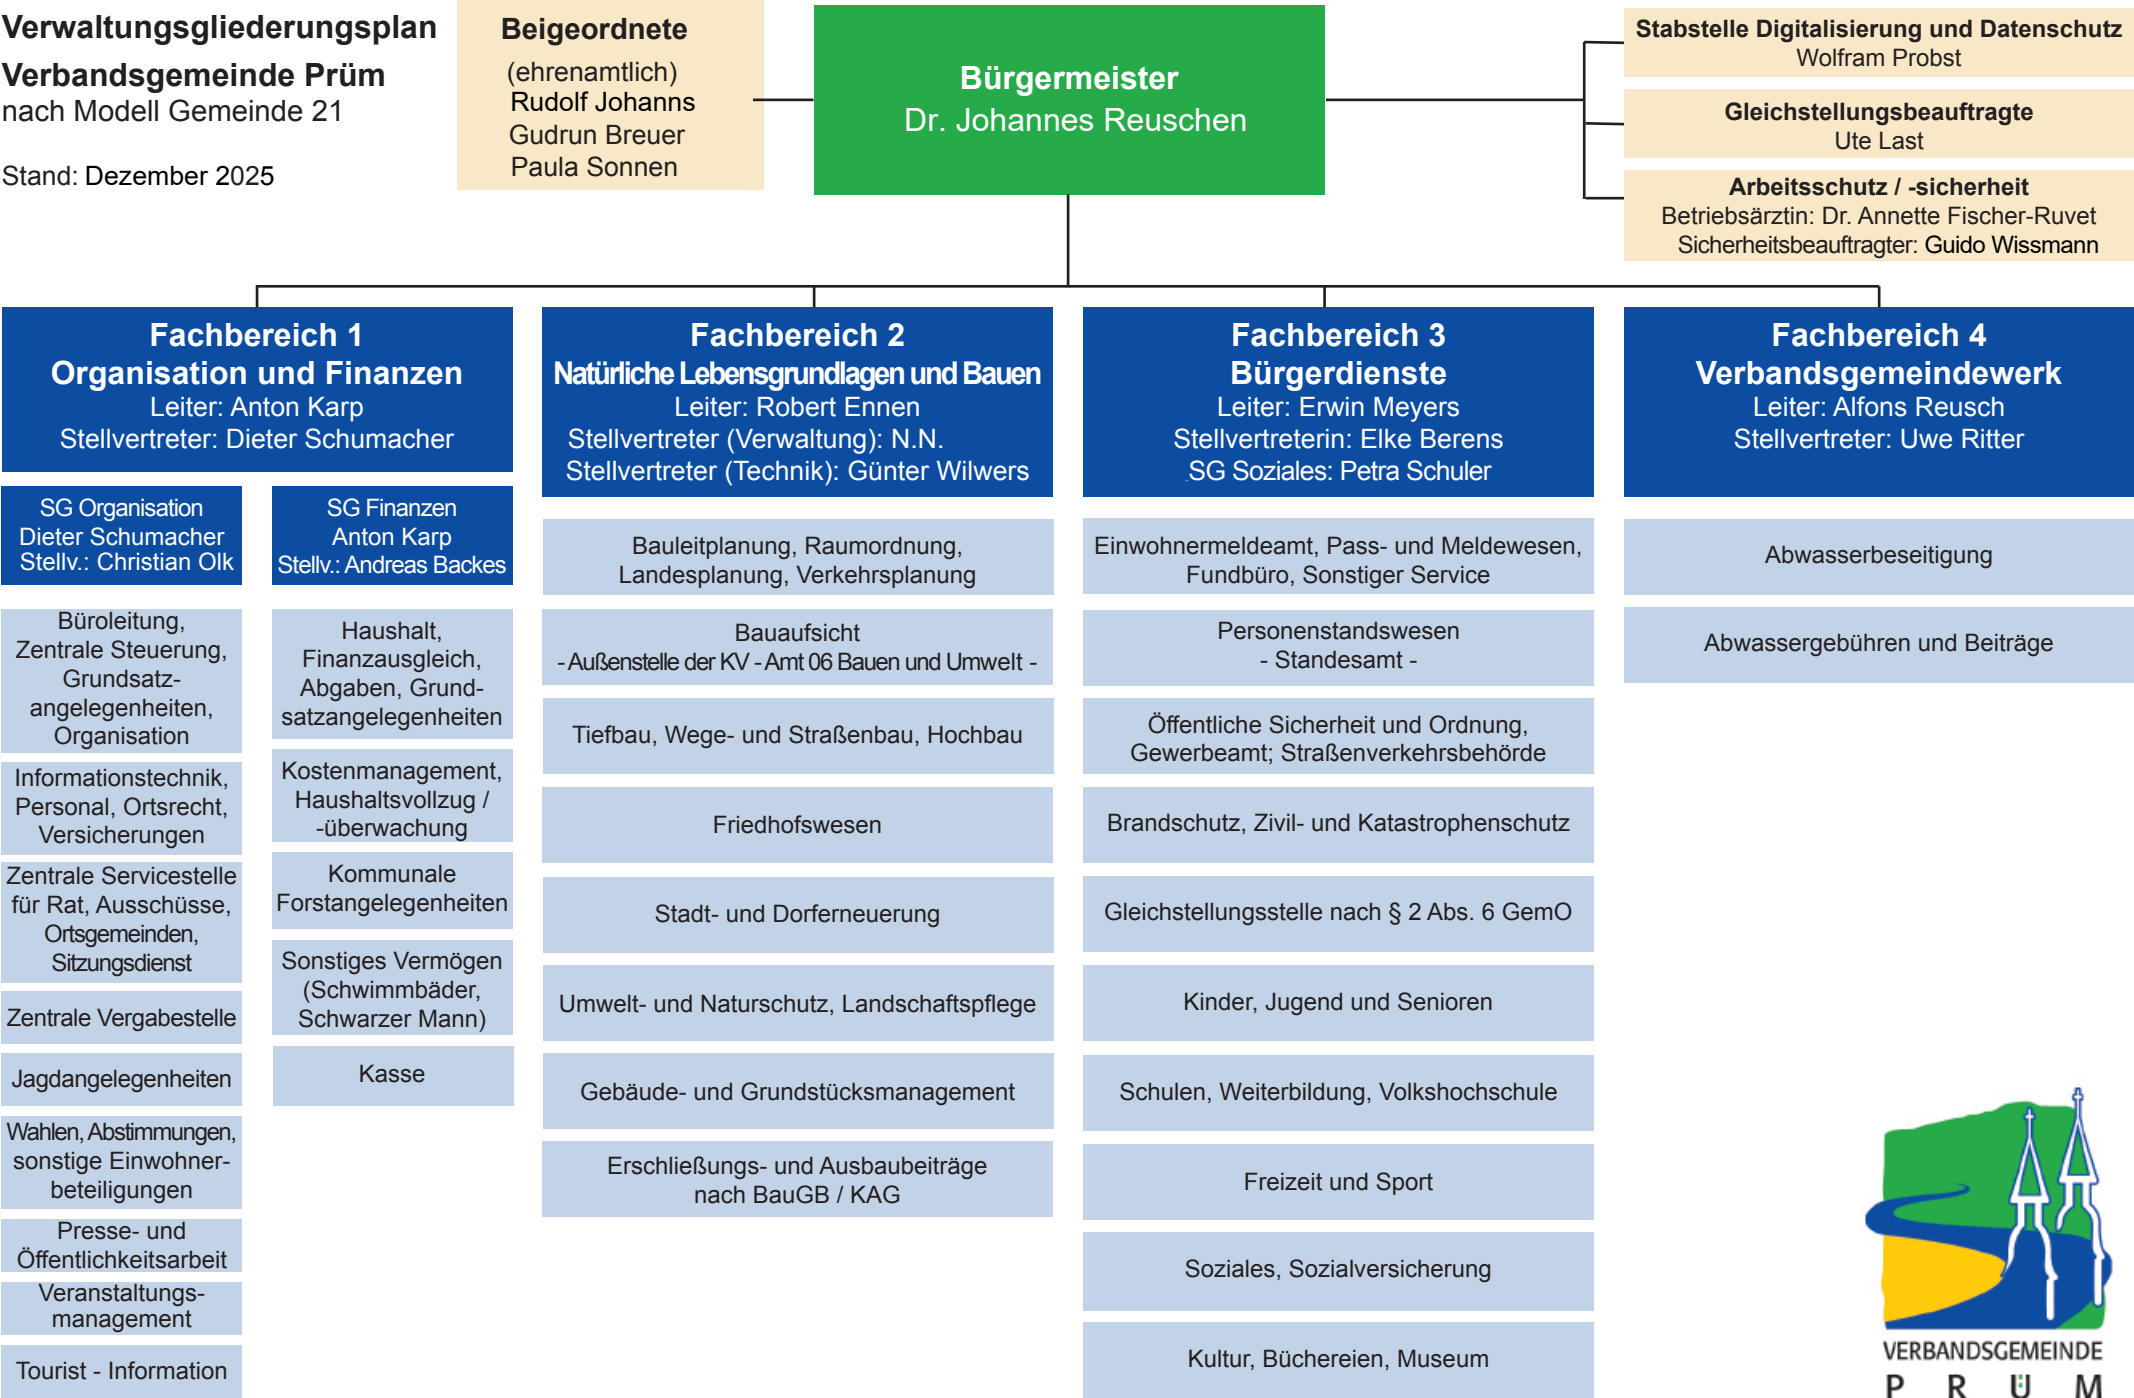 Verwaltungsgliederungsplan
Verbandsgemeinde Prüm
nach Modell Gemeinde 21
Stand: Dezember 2025
Beigeordnete
(ehrenamtlich)
Rudolf Johanns
Gudrun Breuer
Paula Sonnen
Bürgermeister
Dr. Johannes Reuschen
Stabstelle Digitalisierung und Datenschutz
Wolfram Probst
Gleichstellungsbeauftragte
Ute Last
Arbeitsschutz / -sicherheit
Betriebsärztin: Dr. Annette Fischer-Ruvet
Sicherheitsbeauftragter: Guido Wissmann
Fachbereich 1
Organisation und Finanzen
Leiter: Anton Karp
Stellvertreter: Dieter Schumacher
SG Organisation
Dieter Schumacher
Stellv.: Christian Olk
Büroleitung,
Zentrale Steuerung,
Grundsatz-
angelegenheiten,
Organisation
Informationstechnik,
Personal, Ortsrecht,
Versicherungen
Zentrale Servicestelle
für Rat, Ausschüsse,
Ortsgemeinden,
Sitzungsdienst
Zentrale Vergabestelle
Jagdangelegenheiten
Wahlen, Abstimmungen,
sonstige Einwohner-
beteiligungen
Presse- und
Öffentlichkeitsarbeit
Veranstaltungs-
management
Tourist - Information
SG Finanzen
Anton Karp
Stellv.: Andreas Backes
Haushalt,
Finanzausgleich,
Abgaben, Grund-
satzangelegenheiten
Kostenmanagement,
Haushaltsvollzug /
-überwachung
Kommunale
Forstangelegenheiten
Sonstiges Vermögen
(Schwimmbäder,
Schwarzer Mann)
Kasse
Fachbereich 2
Natürliche Lebensgrundlagen und Bauen
Leiter: Robert Ennen
Stellvertreter (Verwaltung): N.N.
Stellvertreter (Technik): Günter Wilwers
Bauleitplanung, Raumordnung,
Landesplanung, Verkehrsplanung
Bauaufsicht
- Außenstelle der KV - Amt 06 Bauen und Umwelt -
Tiefbau, Wege- und Straßenbau, Hochbau
Friedhofswesen
Stadt- und Dorferneuerung
Umwelt- und Naturschutz, Landschaftspflege
Gebäude- und Grundstücksmanagement
Erschließungs- und Ausbaubeiträge
nach BauGB / KAG
Fachbereich 3
Bürgerdienste
Leiter: Erwin Meyers
Stellvertreterin: Elke Berens
SG Soziales: Petra Schuler
Einwohnermeldeamt, Pass- und Meldewesen,
Fundbüro, Sonstiger Service
Personenstandswesen
- Standesamt -
Öffentliche Sicherheit und Ordnung,
Gewerbeamt; Straßenverkehrsbehörde
Brandschutz, Zivil- und Katastrophenschutz
Gleichstellungsstelle nach § 2 Abs. 6 GemO
Kinder, Jugend und Senioren
Schulen, Weiterbildung, Volkshochschule
Freizeit und Sport
Soziales, Sozialversicherung
Kultur, Büchereien, Museum
Fachbereich 4
Verbandsgemeindewerk
Leiter: Alfons Reusch
Stellvertreter: Uwe Ritter
Abwasserbeseitigung
Abwassergebühren und Beiträge
VERBANDSGEMEINDE
PRÜM